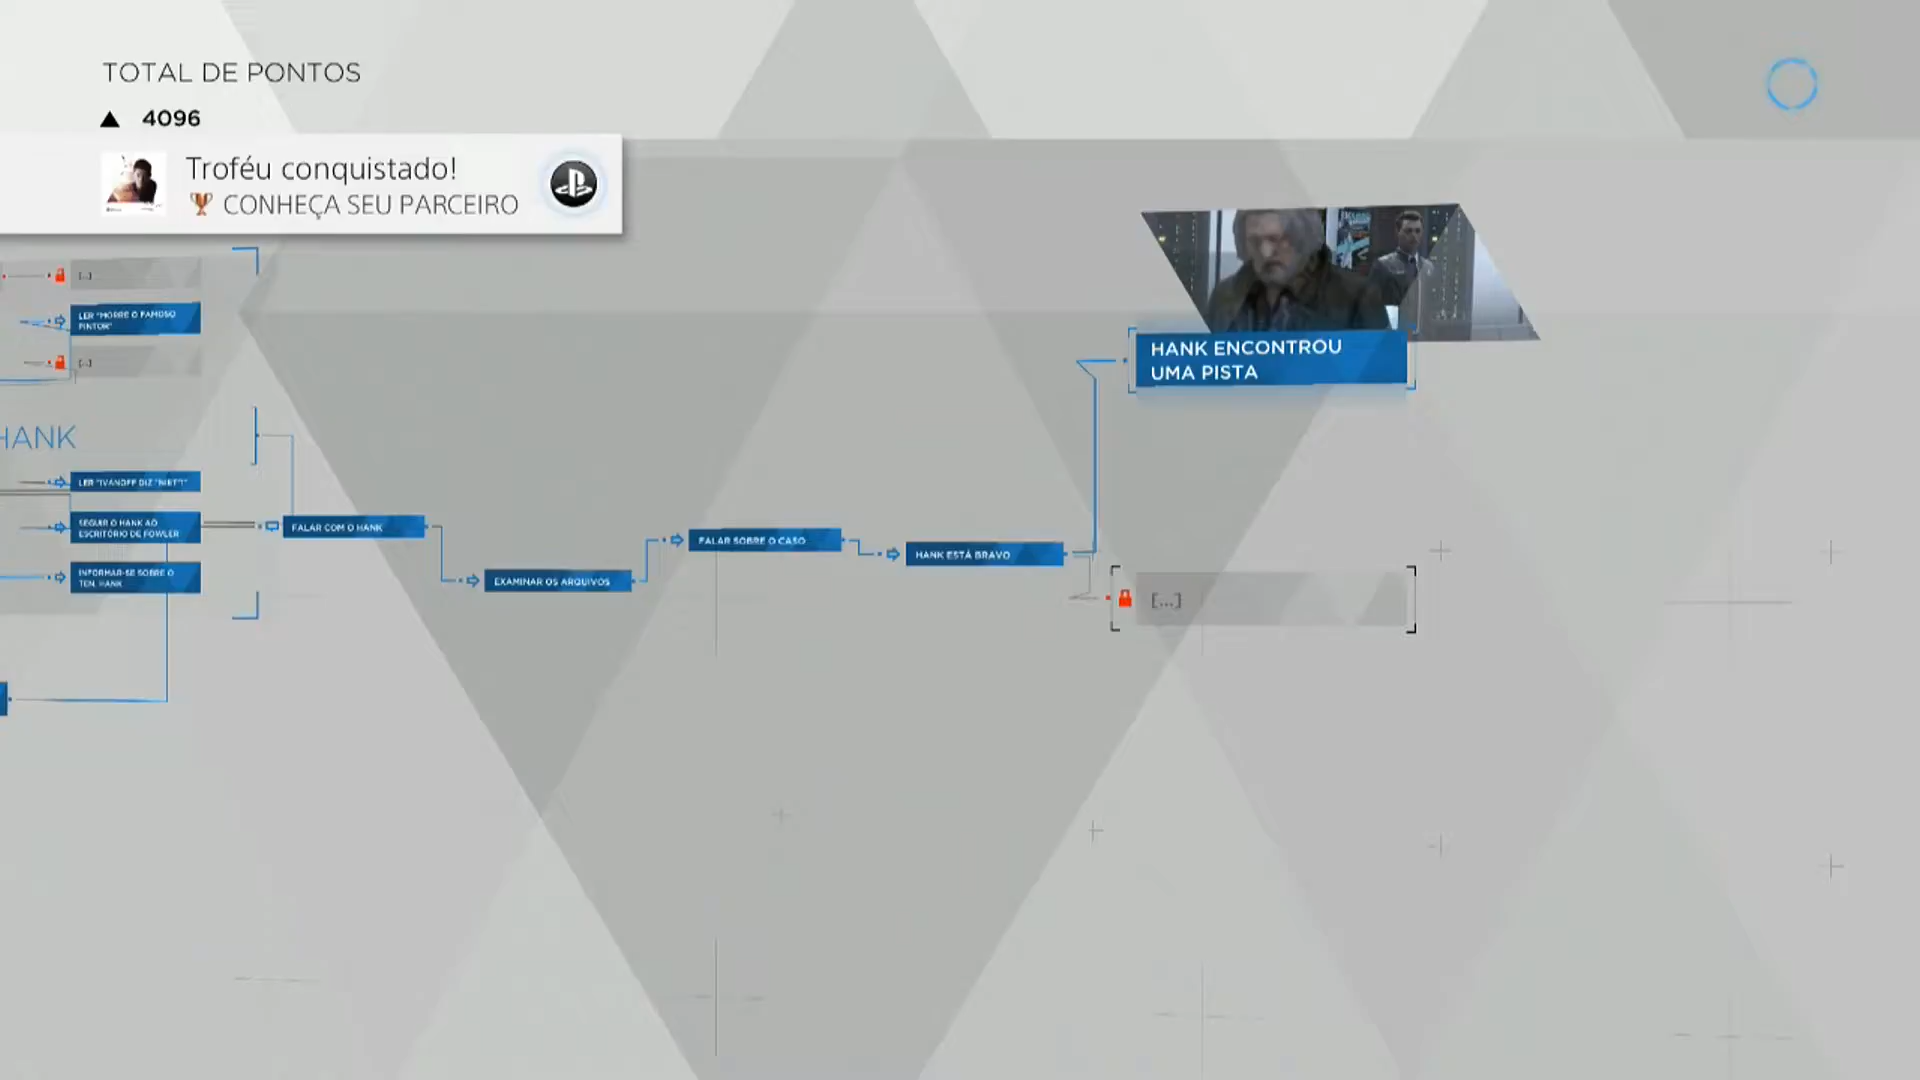 TOTAL DE PONTOS
▲ 4096
Troféu conquistado!
CONHEÇA SEU PARCEIRO
[...]
LER "MORRE O FAMOSO
PINTOR"
[...]
HANK
LER "IVANOFF DIZ "NIET""
SEGUIR O HANK AO
ESCRITÓRIO DE FOWLER
INFORMAR-SE SOBRE O
TEN. HANK
FALAR COM O HANK
EXAMINAR OS ARQUIVOS
FALAR SOBRE O CASO
HANK ESTÁ BRAVO
HANK ENCONTROU
UMA PISTA
[...]